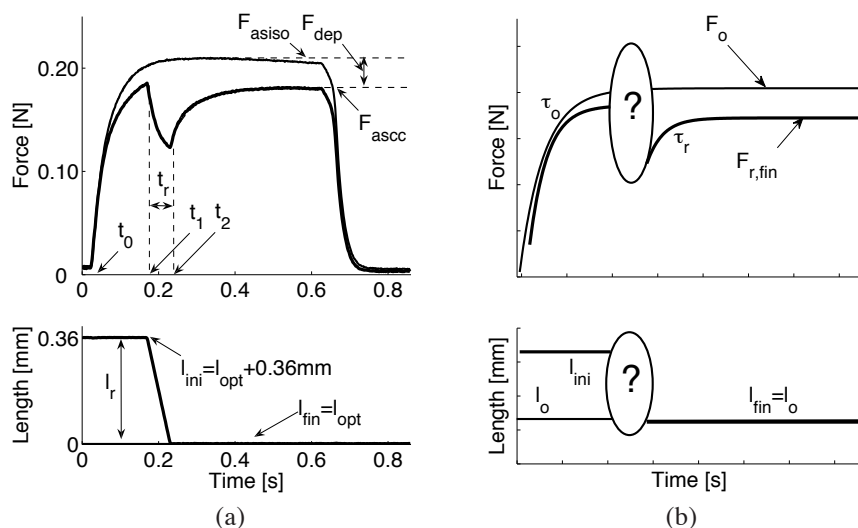 F_asiso
F_dep
0.20
Force [N]
F_ascc
0.10
t_r
t_0
t_1
t_2
0
0
0.2
0.4
0.6
0.8
Length [mm]
0.36
l_r
l_ini=l_opt+0.36mm
l_fin=l_opt
0
0
0.2
0.4
0.6
0.8
Time [s]
(a)
F_o
Force [N]
τ_o
?
τ_r
F_r,fin
Length [mm]
l_ini
?
l_o
l_fin=l_o
Time [s]
(b)